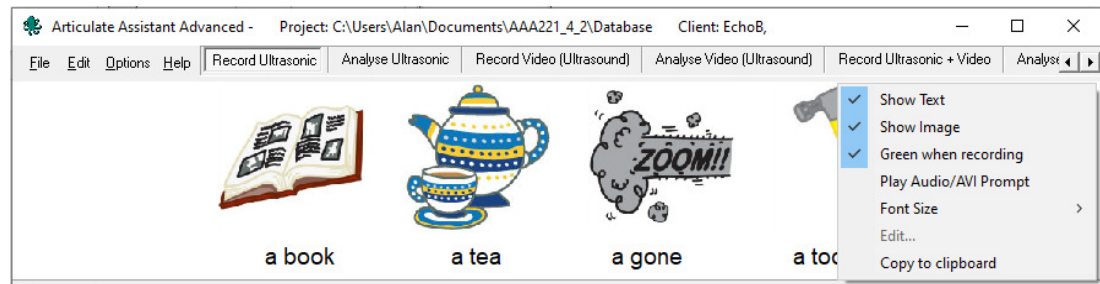 Articulate Assistant Advanced - Project: C:\Users\Alan\Documents\AAA221_4_2\Database Client: EchoB,
File Edit Options Help Record Ultrasonic Analyse Ultrasonic Record Video (Ultrasound) Analyse Video (Ultrasound) Record Ultrasonic + Video Analyse
ZOOM!!
a book a tea a gone a too
Show Text
Show Image
Green when recording
Play Audio/AVI Prompt
Font Size
Edit...
Copy to clipboard